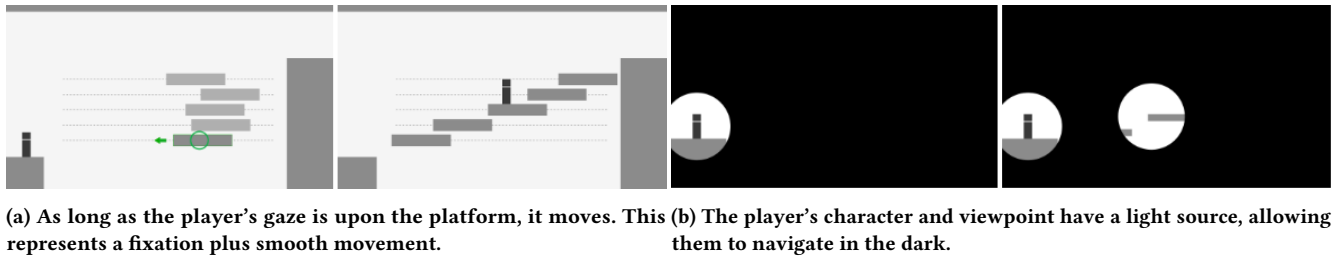 (a) As long as the player's gaze is upon the platform, it moves. This
represents a fixation plus smooth movement.
(b) The player's character and viewpoint have a light source, allowing
them to navigate in the dark.